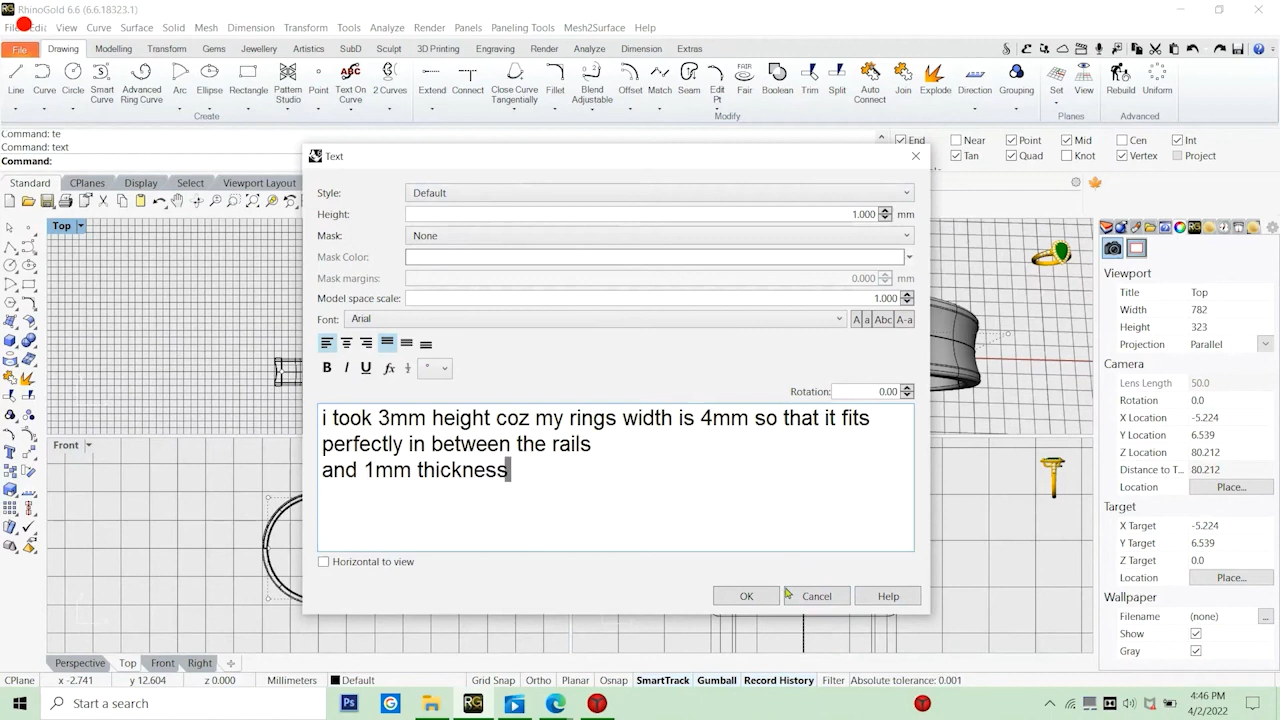 RhinoGold 6.6 (6.6.18323.1)
File Edit View Curve Surface Solid Mesh Dimension Transform Tools Analyze Render Panels Paneling Tools Mesh2Surface Help
File Drawing Modelling Transform Gems Jewellery Artistics SubD Sculpt 3D Printing Engraving Render Analyze Dimension Extras
Line Curve Circle Smart Curve Advanced Ring Curve Arc Ellipse Rectangle Pattern Studio Point Text On Curve 2 Curves Extend Connect Close Curve Tangentially Fillet Blend Adjustable Offset Match Seam Edit Pt Fair Boolean Trim Split Auto Connect Join Explode Direction Grouping Set View Rebuild Uniform
Create Modify Planes Advanced
Command: te
Command: text
Command:
End Near Point Mid Cen Int
Tan Quad Knot Vertex Project
Standard CPlanes Display Select Viewport Layout
Top
Front
Text
Style: Default
Height: 1.000 mm
Mask: None
Mask Color:
Mask margins: 0.000 mm
Model space scale: 1.000
Font: Arial
B I U fx
Rotation: 0.00
i took 3mm height coz my rings width is 4mm so that it fits
perfectly in between the rails
and 1mm thickness
Horizontal to view
OK Cancel Help
Viewport
Title Top
Width 782
Height 323
Projection Parallel
Camera
Lens Length 50.0
Rotation 0.0
X Location -5.224
Y Location 6.539
Z Location 80.212
Distance to T... 80.212
Location Place...
Target
X Target -5.224
Y Target 6.539
Z Target 0.0
Location Place...
Wallpaper
Filename (none) ...
Show
Gray
Perspective Top Front Right
CPlane x -2.741 y 12.604 z 0.000 Millimeters Default Grid Snap Ortho Planar Osnap SmartTrack Gumball Record History Filter Absolute tolerance: 0.001
Start a search
4:46 PM
4/2/2022